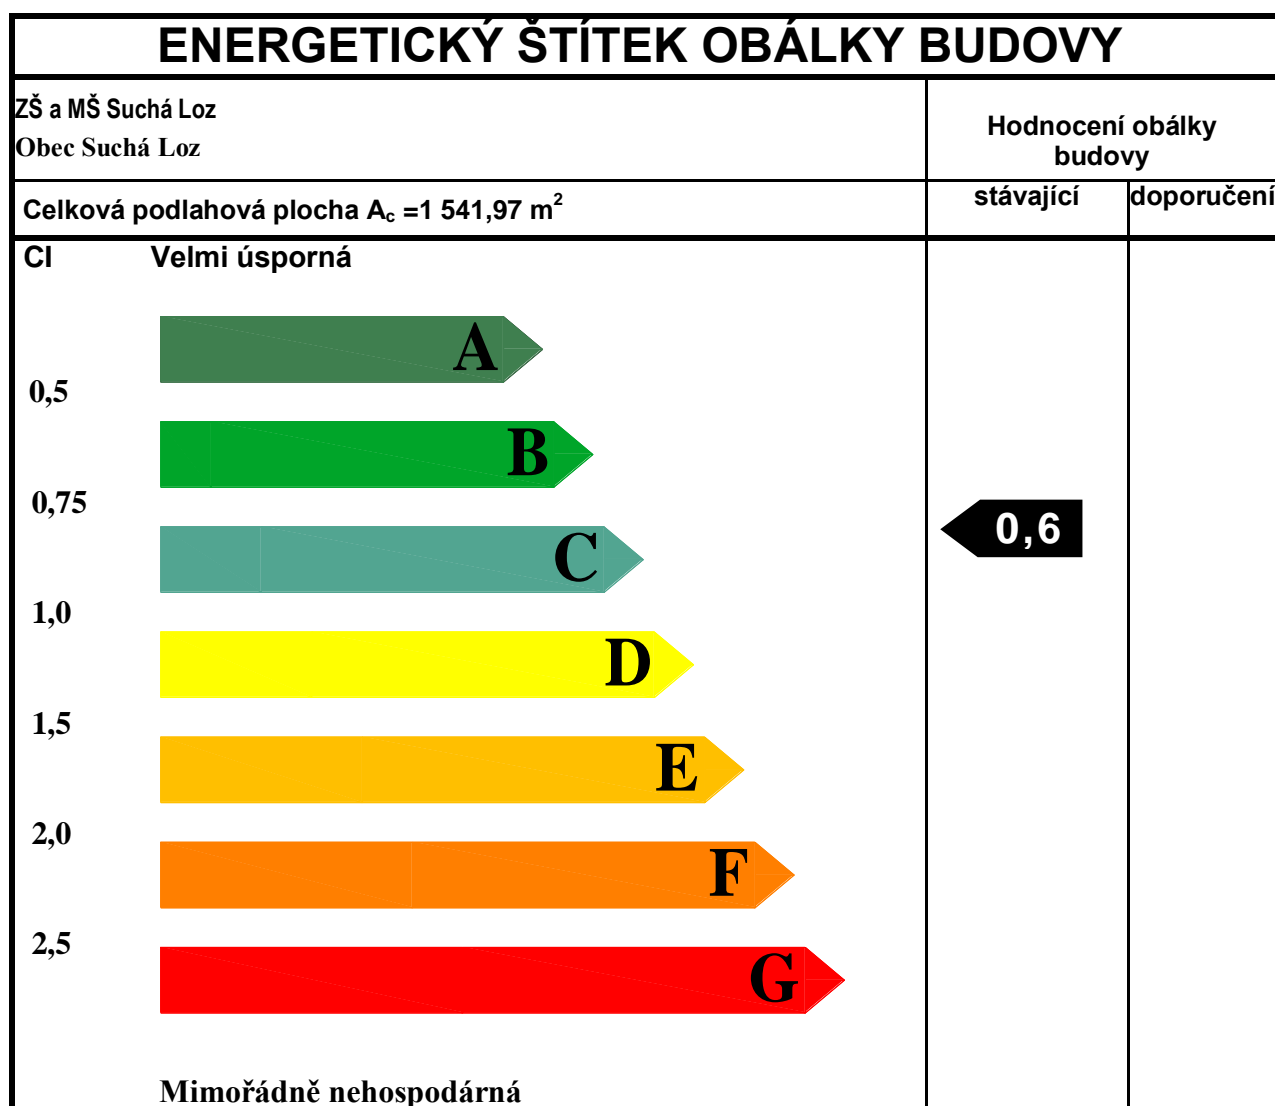 ENERGETICKÝ ŠTÍTEK OBÁLKY BUDOVY
ZŠ a MŠ Suchá Loz
Obec Suchá Loz
Hodnocení obálky
budovy
Celková podlahová plocha Ac =1 541,97 m²
stávající
doporučení
CI
Velmi úsporná
A
0,5
B
0,75
C
0,6
1,0
D
1,5
E
2,0
F
2,5
G
Mimořádně nehospodárná